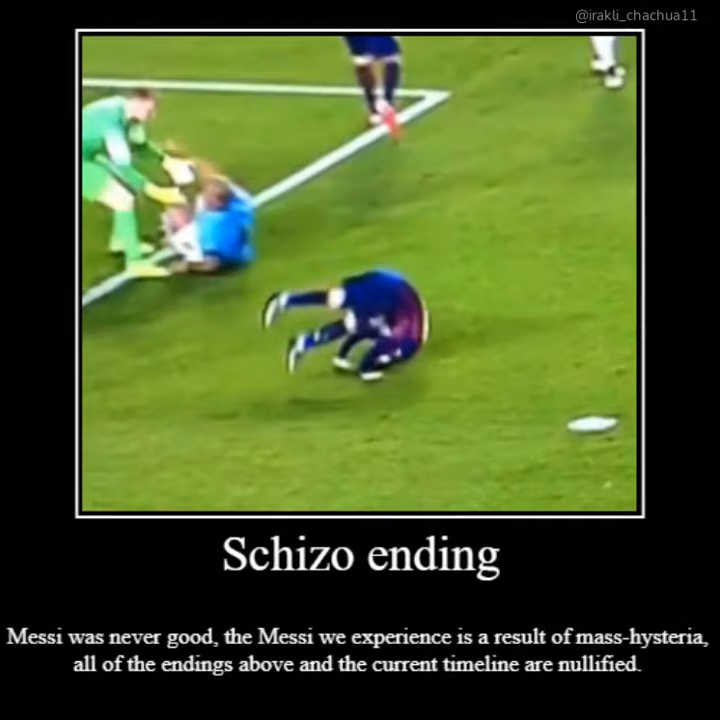 @irakli_chachua11
Schizo ending
Messi was never good, the Messi we experience is a result of mass-hysteria,
all of the endings above and the current timeline are nullified.